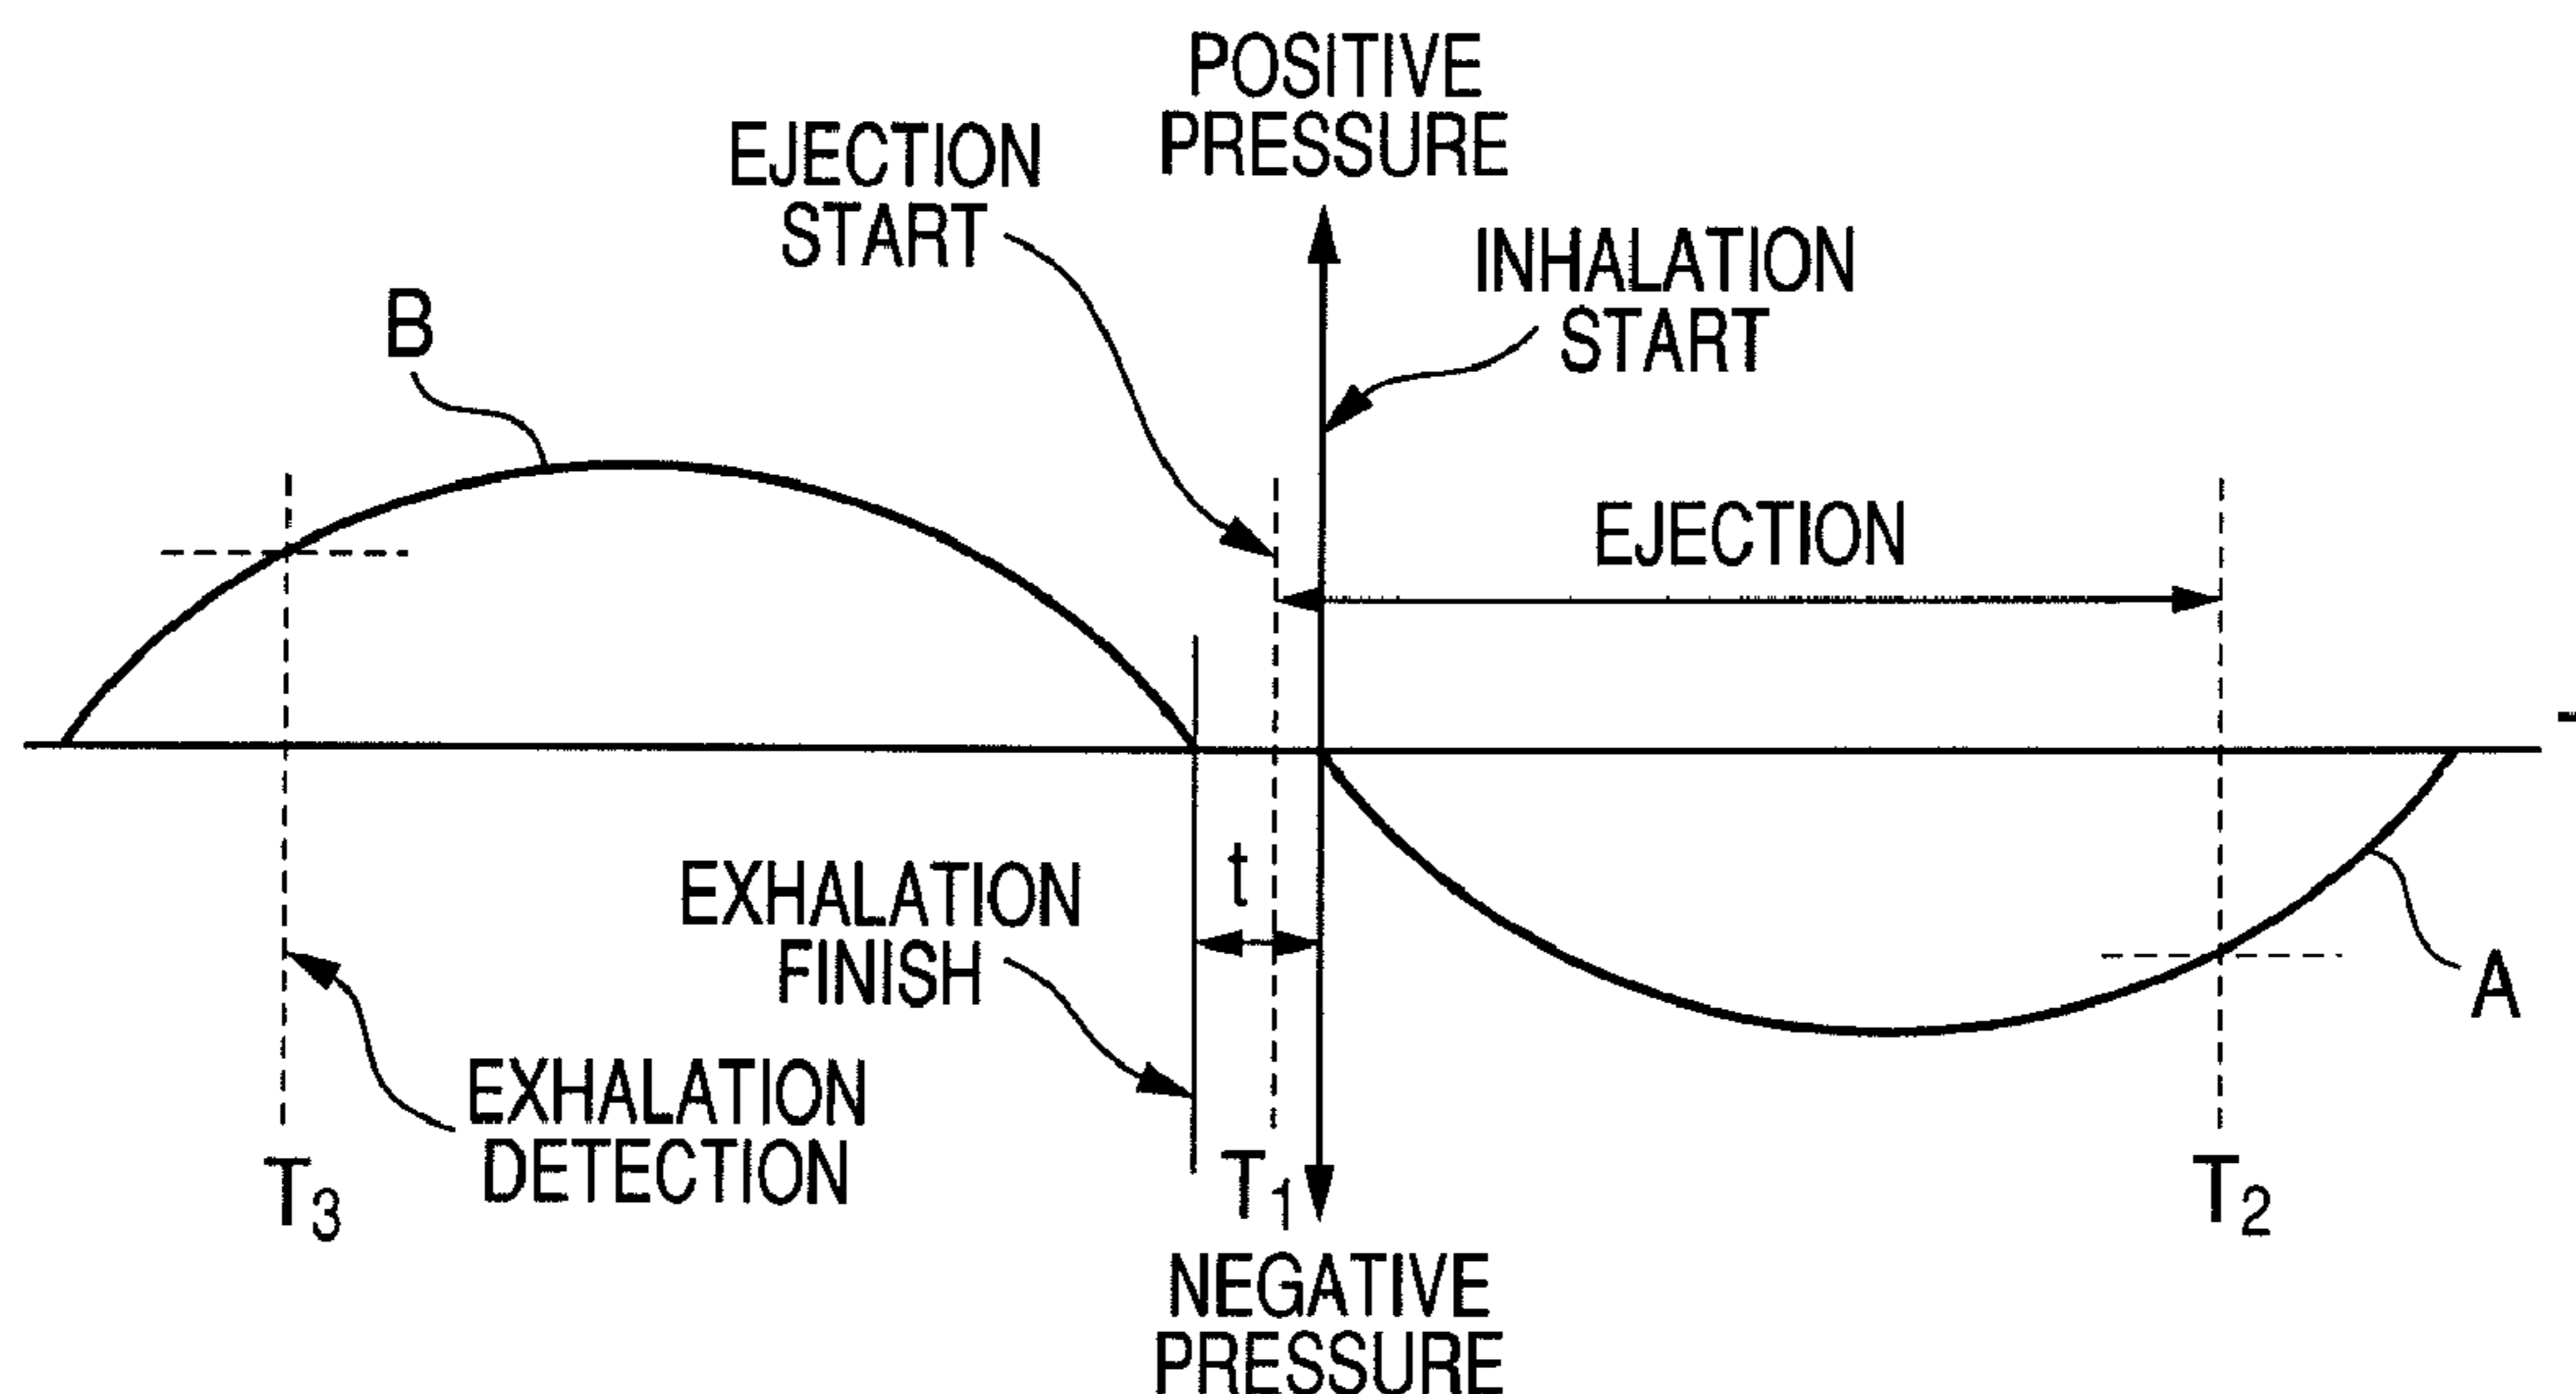 POSITIVE
PRESSURE
EJECTION
START
INHALATION
START
B
EJECTION
t
EXHALATION
FINISH
A
EXHALATION
DETECTION
T3
T1
T2
NEGATIVE
PRESSURE